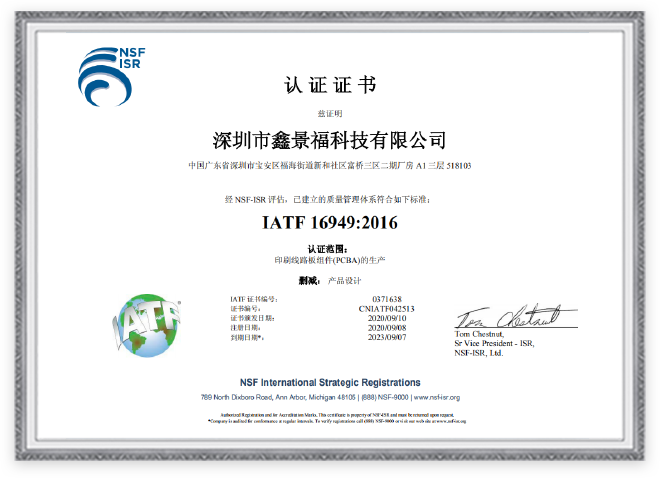 NSF
ISR
认证证书
兹证明
深圳市鑫景福科技有限公司
中国广东省深圳市宝安区福海街道新和社区富桥三区二期厂房 A1 三层 518103
经 NSF-ISR 评估，已建立的质量管理体系符合如下标准：
IATF 16949:2016
认证范围：
印刷线路板组件(PCBA)的生产
删减： 产品设计
IATF 证书编号： 0371638
证书编号： CNIATF042513
证书颁发日期： 2020/09/10
注册日期： 2020/09/08
到期日期*： 2023/09/07
IATF
Tom Chestnut
Tom Chestnut,
Sr Vice President - ISR,
NSF-ISR, Ltd.
NSF International Strategic Registrations
789 North Dixboro Road, Ann Arbor, Michigan 48105 | (888) NSF-9000 | www.nsf-isr.org
Authorized Registration and /or Accreditation Marks. This certificate is property of NSF-ISR and must be returned upon request.
*Company is audited for conformance at regular intervals. To verify registrations call (888) NSF-9000 or visit our web site at www.nsf-isr.org